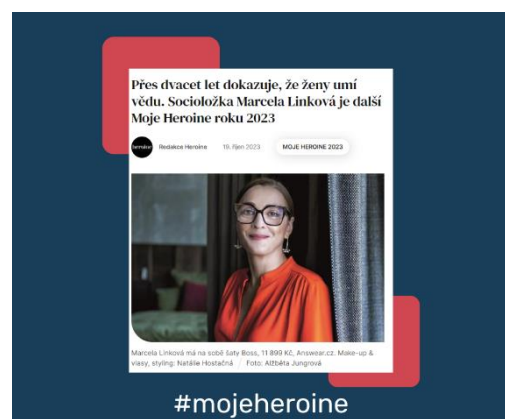 Přes dvacet let dokazuje, že ženy umí
vědu. Socioložka Marcela Linková je další
Moje Heroine roku 2023
heroine
Redakce Heroine 19. říjen 2023 MOJE HEROINE 2023
Marcela Linková má na sobě šaty Boss, 11 899 Kč, Answear.cz. Make-up &
vlasy, styling: Natálie Hostačná / Foto: Alžběta Jungrová
#mojeheroine